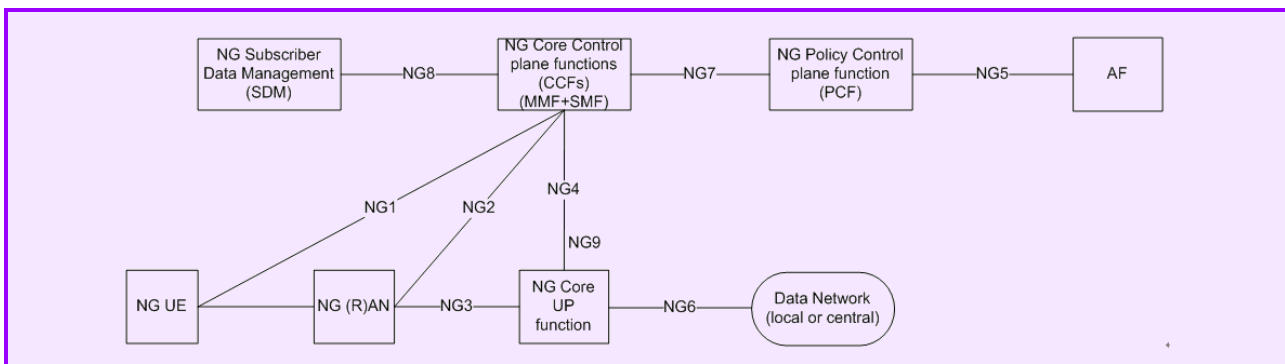 NG Subscriber
Data Management
(SDM)
NG8
NG Core Control
plane functions
(CCFs)
(MMF+SMF)
NG7
NG Policy Control
plane function
(PCF)
NG5
AF
NG1
NG2
NG4
NG9
NG UE
NG (R)AN
NG3
NG Core
UP
function
NG6
Data Network
(local or central)